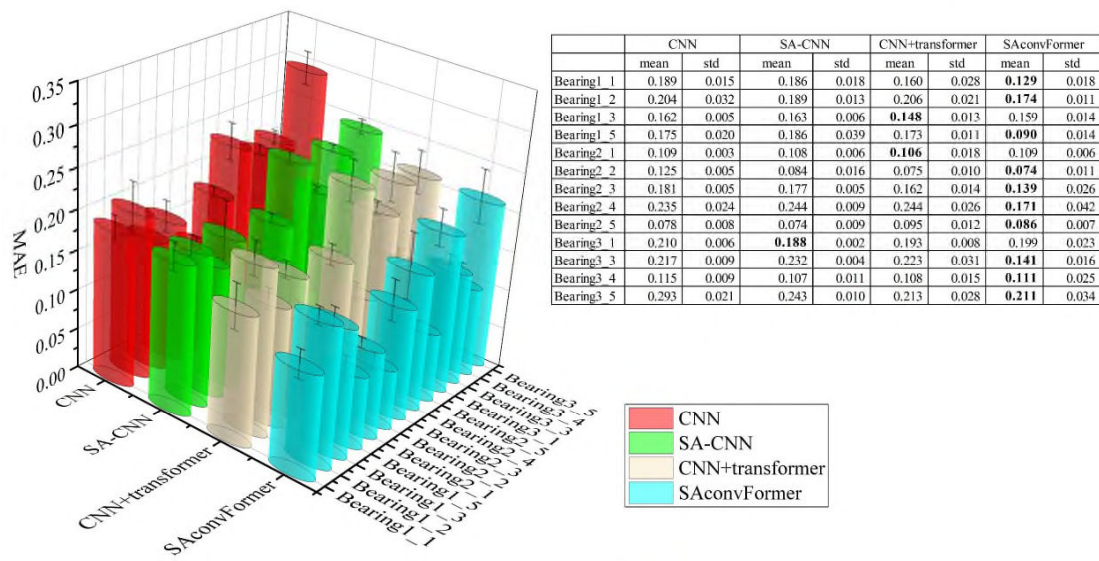 0.35
0.30
0.25
0.20
0.15
0.10
0.05
0.00
MAE
CNN
SA-CNN
CNN+transformer
SAconvFormer
Bearing3_5
Bearing3_4
Bearing3_3
Bearing3_1
Bearing2_5
Bearing2_4
Bearing2_3
Bearing2_2
Bearing2_1
Bearing1_5
Bearing1_3
Bearing1_2
Bearing1_1
CNN SA-CNN CNN+transformer SAconvFormer
mean std mean std mean std mean std
Bearing1_1 0.189 0.015 0.186 0.018 0.160 0.028 0.129 0.018
Bearing1_2 0.204 0.032 0.189 0.013 0.206 0.021 0.174 0.011
Bearing1_3 0.162 0.005 0.163 0.006 0.148 0.013 0.159 0.014
Bearing1_5 0.175 0.020 0.186 0.039 0.173 0.011 0.090 0.014
Bearing2_1 0.109 0.003 0.108 0.006 0.106 0.018 0.109 0.006
Bearing2_2 0.125 0.005 0.084 0.016 0.075 0.010 0.074 0.011
Bearing2_3 0.181 0.005 0.177 0.005 0.162 0.014 0.139 0.026
Bearing2_4 0.235 0.024 0.244 0.009 0.244 0.026 0.171 0.042
Bearing2_5 0.078 0.008 0.074 0.009 0.095 0.012 0.086 0.007
Bearing3_1 0.210 0.006 0.188 0.002 0.193 0.008 0.199 0.023
Bearing3_3 0.217 0.009 0.232 0.004 0.223 0.031 0.141 0.016
Bearing3_4 0.115 0.009 0.107 0.011 0.108 0.015 0.111 0.025
Bearing3_5 0.293 0.021 0.243 0.010 0.213 0.028 0.211 0.034
CNN
SA-CNN
CNN+transformer
SAconvFormer